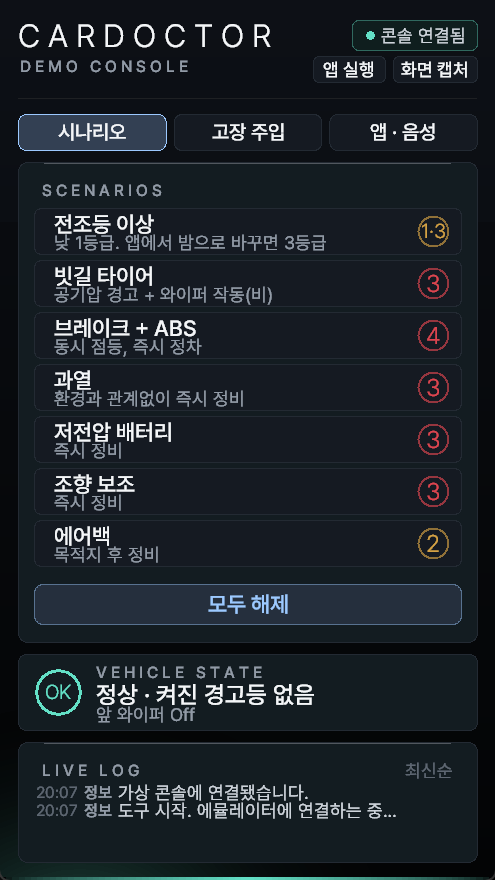 CARDOCTOR
DEMO CONSOLE
콘솔 연결됨
앱 실행
화면 캡처
시나리오
고장 주입
앱 · 음성
SCENARIOS
전조등 이상
낮 1등급. 앱에서 밤으로 바꾸면 3등급
1·3
빗길 타이어
공기압 경고 + 와이퍼 작동(비)
3
브레이크 + ABS
동시 점등, 즉시 정차
4
과열
환경과 관계없이 즉시 정비
3
저전압 배터리
즉시 정비
3
조향 보조
즉시 정비
3
에어백
목적지 후 정비
2
모두 해제
OK
VEHICLE STATE
정상 · 켜진 경고등 없음
앞 와이퍼 Off
LIVE LOG
최신순
20:07 정보 가상 콘솔에 연결됐습니다.
20:07 정보 도구 시작. 에뮬레이터에 연결하는 중...